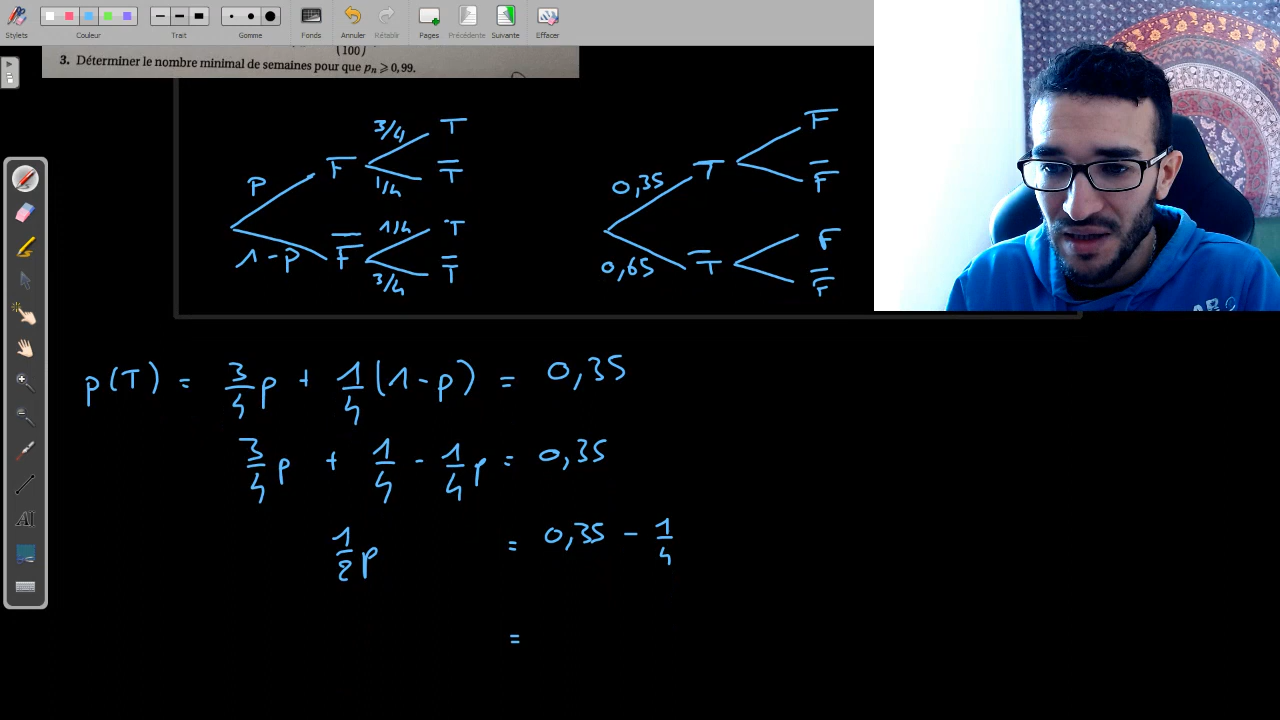 Stylets Couleur Trait Gomme Fonds Annuler Rétablir Pages Précédente Suivante Effacer
(100)
3. Déterminer le nombre minimal de semaines pour que pₙ ⩾ 0,99.
p F 3/4 T
1/4 T̅
1-p F̅ 1/4 T
3/4 T̅
0,35 T F
F̅
0,65 T̅ F
F̅
p(T) = 3/4 p + 1/4 (1-p) = 0,35
3/4 p + 1/4 - 1/4 p = 0,35
1/2 p = 0,35 - 1/4
=